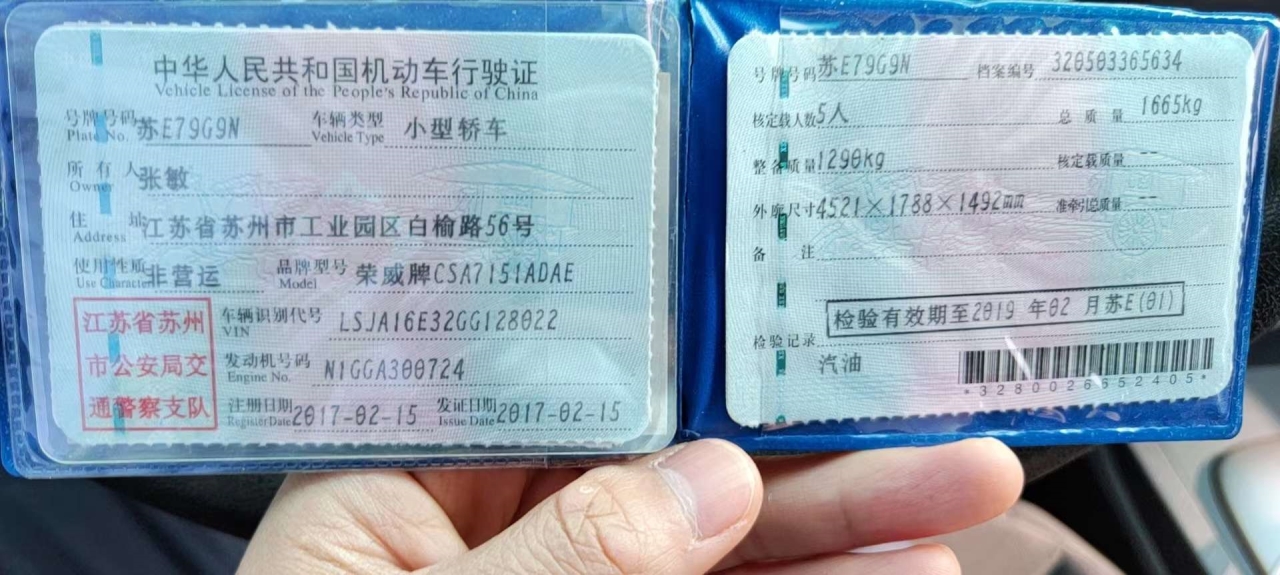 中华人民共和国机动车行驶证
Vehicle License of the People's Republic of China
号牌号码 苏E79G9N 车辆类型 小型轿车
Plate No. Vehicle Type
所有人 张敏
Owner
住址 江苏省苏州市工业园区白榆路56号
Address
使用性质 非营运 品牌型号 荣威牌CSA7151ADAE
Use Character Model
江苏省苏州
市公安局交
通警察支队
车辆识别代号 LSJA16E32GG128022
VIN
发动机号码 N1GGA300724
Engine No.
注册日期 2017-02-15 发证日期 2017-02-15
Register Date Issue Date
号牌号码 苏E79G9N 档案编号 320503365634
核定载人数 5人 总质量 1665kg
整备质量 1290kg 核定载质量 --
外廓尺寸 4521×1788×1492mm 准牵引总质量 --
备注
检验有效期至2019 年02 月苏E(01)
检验记录
汽油
*3280026652405*